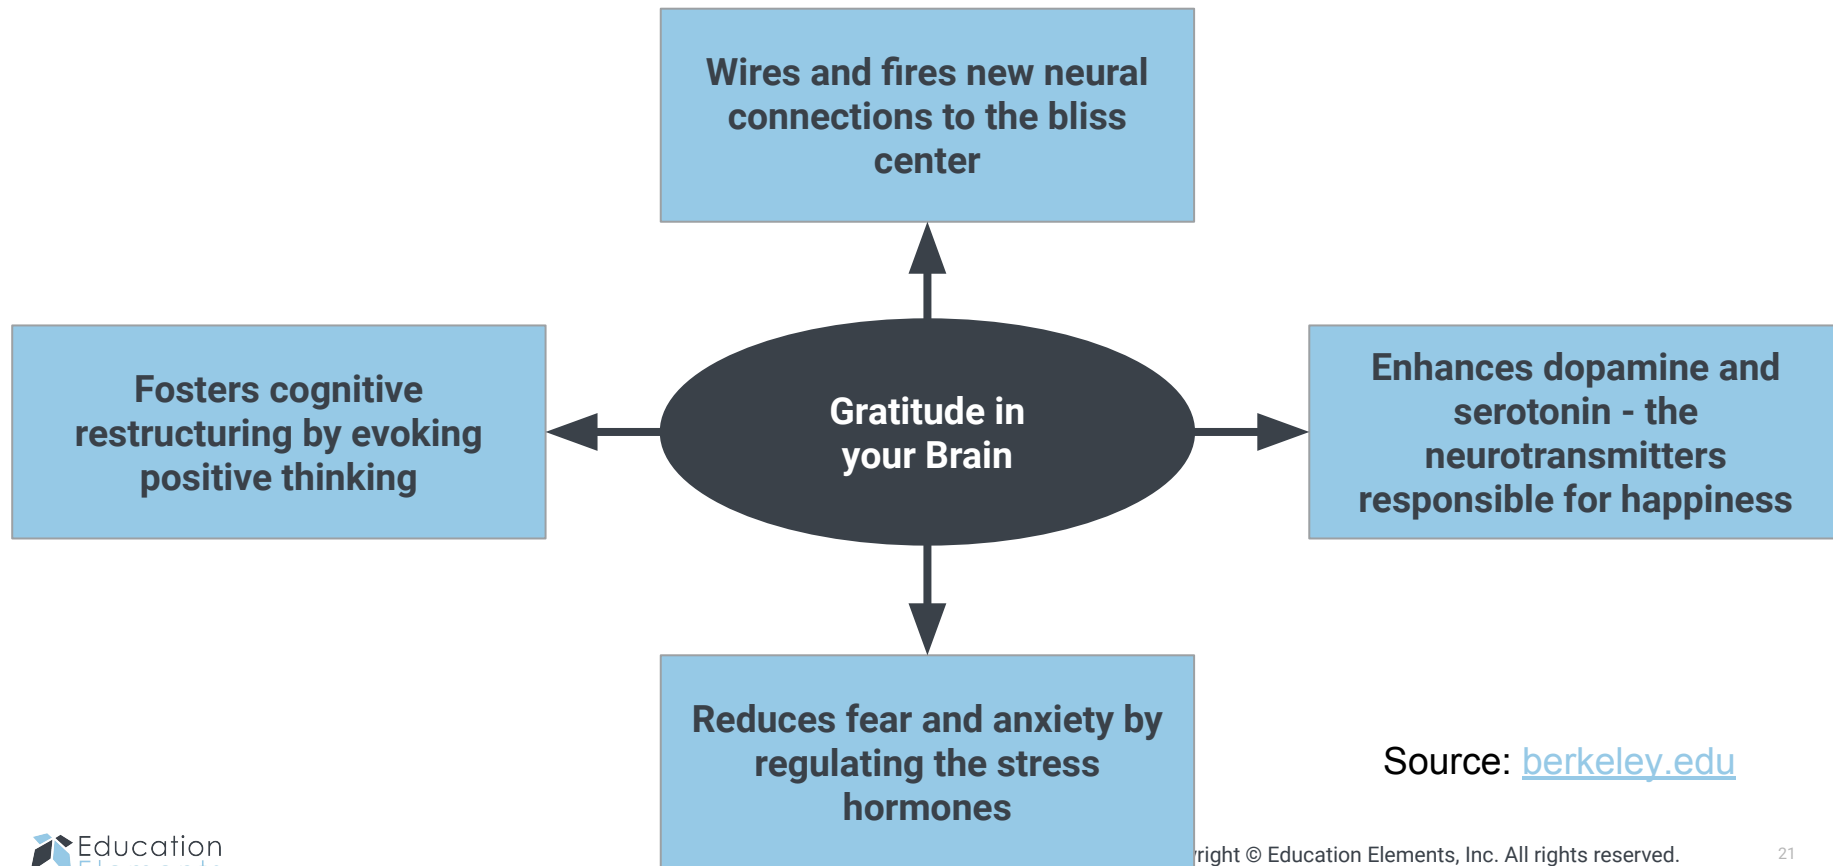 Wires and fires new neural
connections to the bliss
center
Fosters cognitive
restructuring by evoking
positive thinking
Gratitude in
your Brain
Enhances dopamine and
serotonin - the
neurotransmitters
responsible for happiness
Reduces fear and anxiety by
regulating the stress
hormones
Source: berkeley.edu
Education
© Education Elements, Inc. All rights reserved.
21